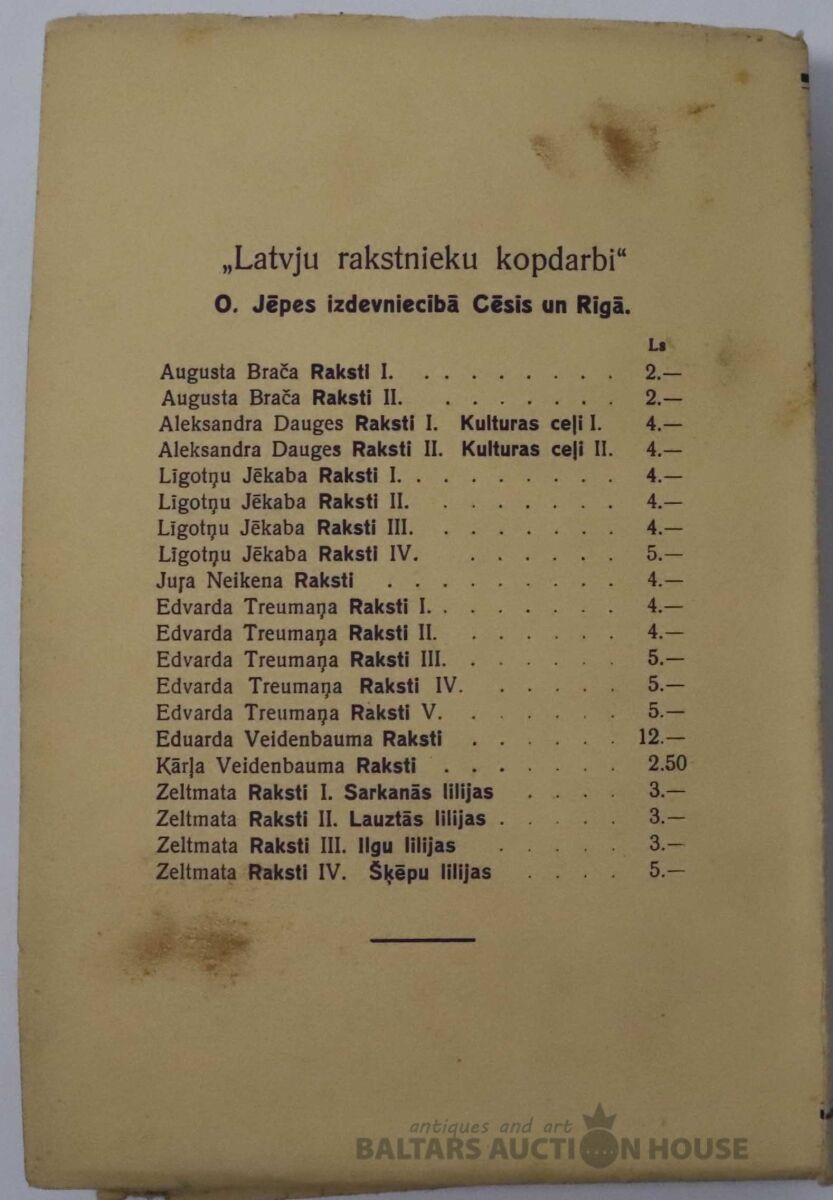 „Latvju rakstnieku kopdarbi“
O. Jēpes izdevniecībā Cēsis un Rīgā.
Ls
Augusta Brača Raksti I. . . . . . . . . 2.—
Augusta Brača Raksti II. . . . . . . . 2.—
Aleksandra Dauges Raksti I. Kulturas ceļi I. 4.—
Aleksandra Dauges Raksti II. Kulturas ceļi II. 4.—
Līgotņu Jēkaba Raksti I. . . . . . . . . 4.—
Līgotņu Jēkaba Raksti II. . . . . . . . 4.—
Līgotņu Jēkaba Raksti III. . . . . . . . 4.—
Līgotņu Jēkaba Raksti IV. . . . . . . 5.—
Juŗa Neikena Raksti . . . . . . . . . 4.—
Edvarda Treumaņa Raksti I. . . . . . . . 4.—
Edvarda Treumaņa Raksti II. . . . . . . 4.—
Edvarda Treumaņa Raksti III. . . . . . . 5.—
Edvarda Treumaņa Raksti IV. . . . . . 5.—
Edvarda Treumaņa Raksti V. . . . . . . 5.—
Eduarda Veidenbauma Raksti . . . . . . 12.—
Kārļa Veidenbauma Raksti . . . . . . . 2.50
Zeltmata Raksti I. Sarkanās lilijas . . . . 3.—
Zeltmata Raksti II. Lauztās lilijas . . . . . 3.—
Zeltmata Raksti III. Ilgu lilijas . . . . . 3.—
Zeltmata Raksti IV. Šķēpu lilijas . . . . 5.—
antiques and art
BALTARS AUCTION HOUSE